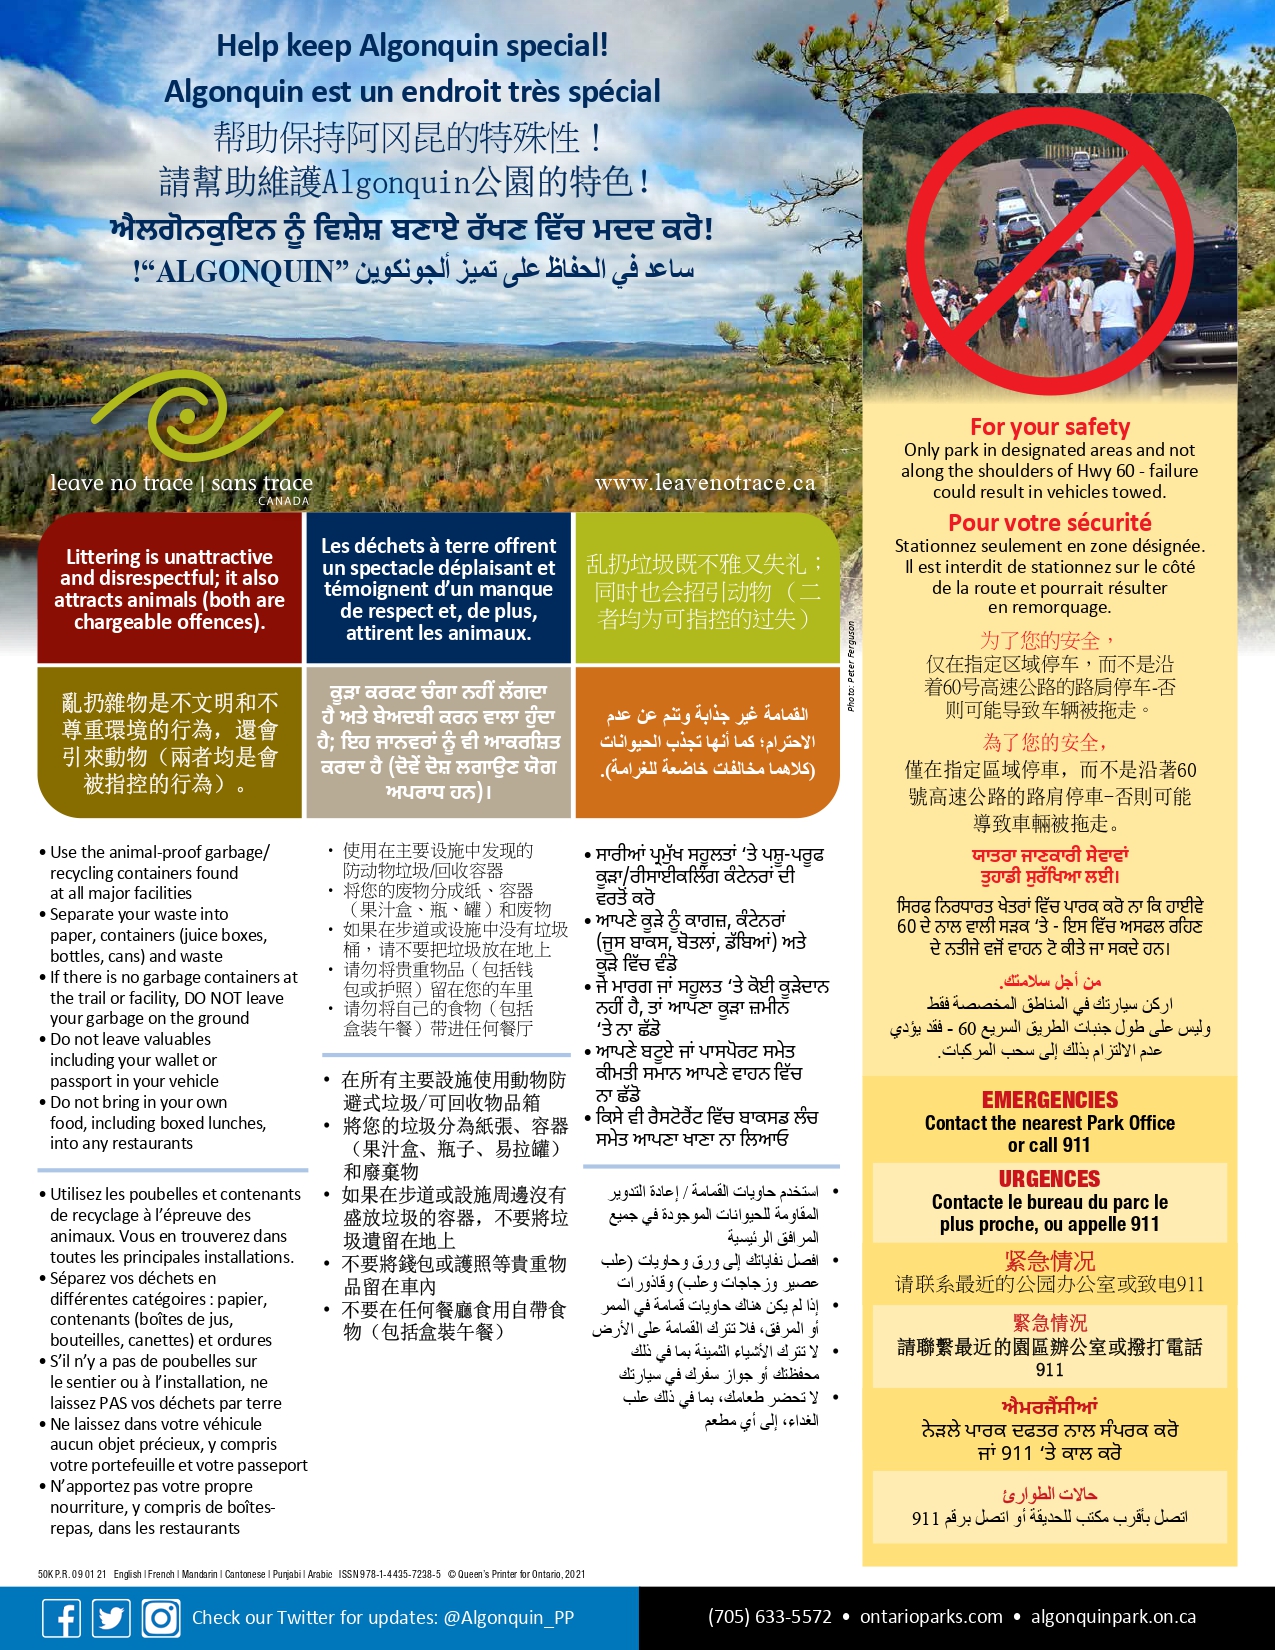 Help keep Algonquin special!
Algonquin est un endroit très spécial
帮助保持阿冈昆的特殊性！
請幫助維護Algonquin公園的特色！
ਐਲਗੋਨਕੁਇਨ ਨੂੰ ਵਿਸ਼ੇਸ਼ ਬਣਾਏ ਰੱਖਣ ਵਿੱਚ ਮਦਦ ਕਰੋ!
ساعد في الحفاظ على تميز ألجونكوين ”ALGONQUIN“!
leave no trace | sans trace
CANADA
www.leavenotrace.ca
Littering is unattractive
and disrespectful; it also
attracts animals (both are
chargeable offences).
Les déchets à terre offrent
un spectacle déplaisant et
témoignent d’un manque
de respect et, de plus,
attirent les animaux.
乱扔垃圾既不雅又失礼；
同时也会招引动物（二
者均为可指控的过失）
亂扔雜物是不文明和不
尊重環境的行為，還會
引來動物（兩者均是會
被指控的行為）。
ਕੂੜਾ ਕਰਕਟ ਚੰਗਾ ਨਹੀਂ ਲੱਗਦਾ
ਹੈ ਅਤੇ ਬੇਅਦਬੀ ਕਰਨ ਵਾਲਾ ਹੁੰਦਾ
ਹੈ; ਇਹ ਜਾਨਵਰਾਂ ਨੂੰ ਵੀ ਆਕਰਸ਼ਿਤ
ਕਰਦਾ ਹੈ (ਦੋਵੇਂ ਦੋਸ਼ ਲਗਾਉਣ ਯੋਗ
ਅਪਰਾਧ ਹਨ)।
القمامة غير جذابة وتنم عن عدم
الاحترام؛ كما أنها تجذب الحيوانات
(كلاهما مخالفات خاضعة للغرامة).
Photo: Peter Ferguson
• Use the animal-proof garbage/
recycling containers found
at all major facilities
• Separate your waste into
paper, containers (juice boxes,
bottles, cans) and waste
• If there is no garbage containers at
the trail or facility, DO NOT leave
your garbage on the ground
• Do not leave valuables
including your wallet or
passport in your vehicle
• Do not bring in your own
food, including boxed lunches,
into any restaurants
• Utilisez les poubelles et contenants
de recyclage à l’épreuve des
animaux. Vous en trouverez dans
toutes les principales installations.
• Séparez vos déchets en
différentes catégories : papier,
contenants (boîtes de jus,
bouteilles, canettes) et ordures
• S’il n’y a pas de poubelles sur
le sentier ou à l’installation, ne
laissez PAS vos déchets par terre
• Ne laissez dans votre véhicule
aucun objet précieux, y compris
votre portefeuille et votre passeport
• N’apportez pas votre propre
nourriture, y compris de boîtes-
repas, dans les restaurants
• 使用在主要设施中发现的
防动物垃圾/回收容器
• 将您的废物分成纸、容器
（果汁盒、瓶、罐）和废物
• 如果在步道或设施中没有垃圾
桶，请不要把垃圾放在地上
• 请勿将贵重物品（包括钱
包或护照）留在您的车里
• 请勿将自己的食物（包括
盒装午餐）带进任何餐厅
• 在所有主要設施使用動物防
避式垃圾/可回收物品箱
• 將您的垃圾分為紙張、容器
（果汁盒、瓶子、易拉罐）
和廢棄物
• 如果在步道或設施周邊沒有
盛放垃圾的容器，不要將垃
圾遺留在地上
• 不要將錢包或護照等貴重物
品留在車內
• 不要在任何餐廳食用自帶食
物（包括盒裝午餐）
• ਸਾਰੀਆਂ ਪ੍ਰਮੁੱਖ ਸਹੂਲਤਾਂ ‘ਤੇ ਪਸ਼ੂ-ਪਰੂਫ
ਕੂੜਾ/ਰੀਸਾਈਕਲਿੰਗ ਕੰਟੇਨਰਾਂ ਦੀ
ਵਰਤੋਂ ਕਰੋ
• ਆਪਣੇ ਕੂੜੇ ਨੂੰ ਕਾਗਜ਼, ਕੰਟੇਨਰਾਂ
(ਜੂਸ ਬਾਕਸ, ਬੋਤਲਾਂ, ਡੱਬਿਆਂ) ਅਤੇ
ਕੂੜੇ ਵਿੱਚ ਵੰਡੋ
• ਜੇ ਮਾਰਗ ਜਾਂ ਸਹੂਲਤ ‘ਤੇ ਕੋਈ ਕੂੜੇਦਾਨ
ਨਹੀਂ ਹੈ, ਤਾਂ ਆਪਣਾ ਕੂੜਾ ਜ਼ਮੀਨ
‘ਤੇ ਨਾ ਛੱਡੋ
• ਆਪਣੇ ਬਟੂਏ ਜਾਂ ਪਾਸਪੋਰਟ ਸਮੇਤ
ਕੀਮਤੀ ਸਮਾਨ ਆਪਣੇ ਵਾਹਨ ਵਿੱਚ
ਨਾ ਛੱਡੋ
• ਕਿਸੇ ਵੀ ਰੈਸਟੋਰੈਂਟ ਵਿੱਚ ਬਾਕਸਡ ਲੰਚ
ਸਮੇਤ ਆਪਣਾ ਖਾਣਾ ਨਾ ਲਿਆਓ
• استخدم حاويات القمامة / إعادة التدوير
المقاومة للحيوانات الموجودة في جميع
المرافق الرئيسية
• افصل نفاياتك إلى ورق وحاويات (علب
عصير وزجاجات وعلب) وقاذورات
• إذا لم يكن هناك حاويات قمامة في الممر
أو المرفق، فلا تترك القمامة على الأرض
• لا تترك الأشياء الثمينة بما في ذلك
محفظتك أو جواز سفرك في سيارتك
• لا تحضر طعامك، بما في ذلك علب
الغداء، إلى أي مطعم
For your safety
Only park in designated areas and not
along the shoulders of Hwy 60 - failure
could result in vehicles towed.
Pour votre sécurité
Stationnez seulement en zone désignée.
Il est interdit de stationnez sur le côté
de la route et pourrait résulter
en remorquage.
为了您的安全，
仅在指定区域停车，而不是沿
着60号高速公路的路肩停车-否
则可能导致车辆被拖走。
為了您的安全，
僅在指定區域停車，而不是沿著60
號高速公路的路肩停車-否則可能
導致車輛被拖走。
ਯਾਤਰਾ ਜਾਣਕਾਰੀ ਸੇਵਾਵਾਂ
ਤੁਹਾਡੀ ਸੁਰੱਖਿਆ ਲਈ।
ਸਿਰਫ ਨਿਰਧਾਰਤ ਖੇਤਰਾਂ ਵਿੱਚ ਪਾਰਕ ਕਰੋ ਨਾ ਕਿ ਹਾਈਵੇ
60 ਦੇ ਨਾਲ ਵਾਲੀ ਸੜਕ ‘ਤੇ - ਇਸ ਵਿੱਚ ਅਸਫਲ ਰਹਿਣ
ਦੇ ਨਤੀਜੇ ਵਜੋਂ ਵਾਹਨ ਟੋ ਕੀਤੇ ਜਾ ਸਕਦੇ ਹਨ।
من أجل سلامتك.
اركن سيارتك في المناطق المخصصة فقط
وليس على طول جنبات الطريق السريع 60 - فقد يؤدي
عدم الالتزام بذلك إلى سحب المركبات.
EMERGENCIES
Contact the nearest Park Office
or call 911
URGENCES
Contacte le bureau du parc le
plus proche, ou appelle 911
紧急情况
请联系最近的公园办公室或致电911
緊急情況
請聯繫最近的園區辦公室或撥打電話
911
ਐਮਰਜੈਂਸੀਆਂ
ਨੇੜਲੇ ਪਾਰਕ ਦਫਤਰ ਨਾਲ ਸੰਪਰਕ ਕਰੋ
ਜਾਂ 911 ‘ਤੇ ਕਾਲ ਕਰੋ
حالات الطوارئ
اتصل بأقرب مكتب للحديقة أو اتصل برقم 911
50K P.R. 09 01 21 English | French | Mandarin | Cantonese | Punjabi | Arabic ISSN 978-1-4435-7238-5 © Queen’s Printer for Ontario, 2021
Check our Twitter for updates: @Algonquin_PP
(705) 633-5572 • ontarioparks.com • algonquinpark.on.ca